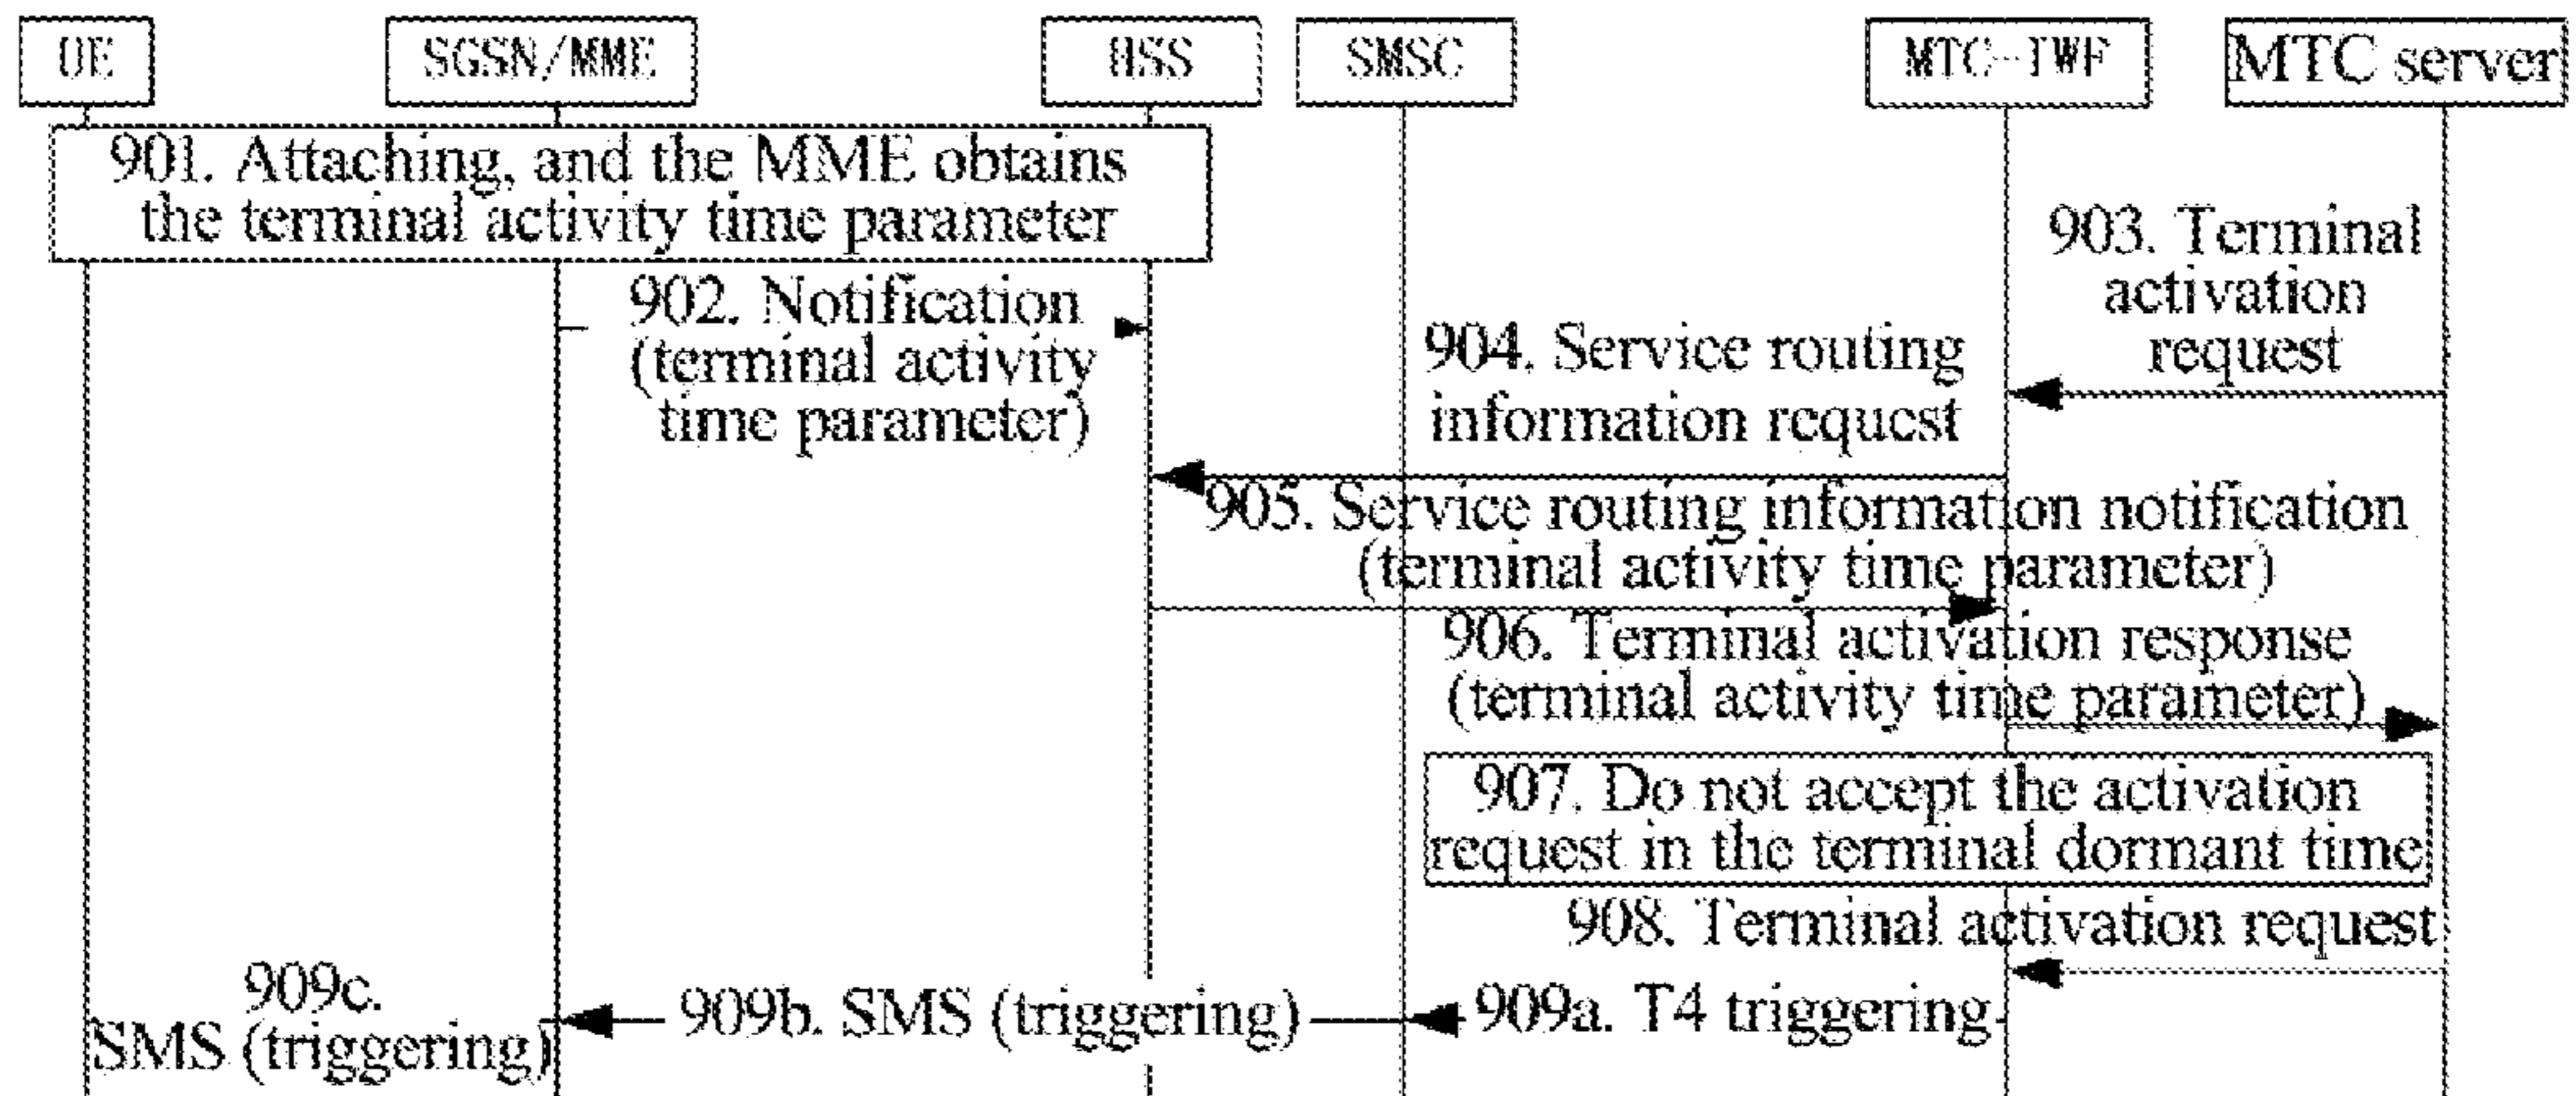 UE
SGSN/MME
HSS
SMSC
MTC-IWF
MTC server
901. Attaching, and the MME obtains
the terminal activity time parameter
902. Notification
(terminal activity
time parameter)
903. Terminal
activation
request
904. Service routing
information request
905. Service routing information notification
(terminal activity time parameter)
906. Terminal activation response
(terminal activity time parameter)
907. Do not accept the activation
request in the terminal dormant time
908. Terminal activation request
909a. T4 triggering
909b. SMS (triggering)
909c.
SMS (triggering)